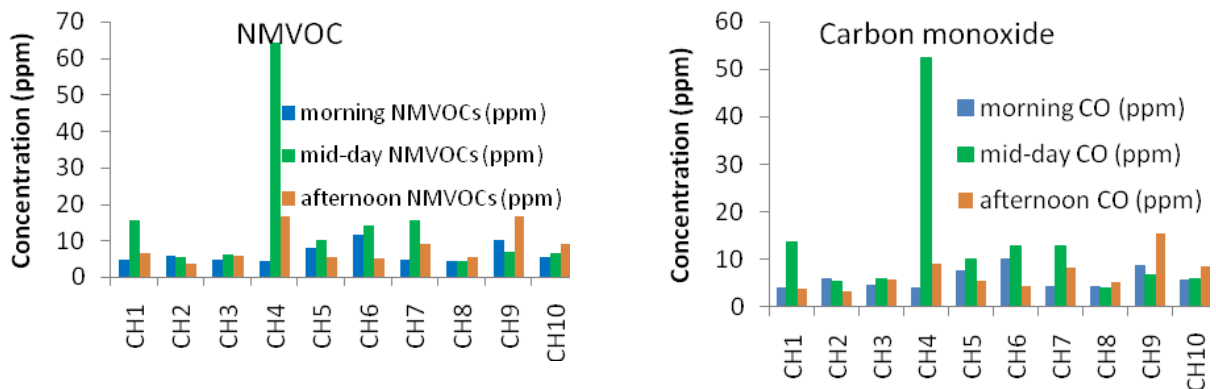 NMVOC
Concentration (ppm)
70
60
50
40
30
20
10
0
morning NMVOCs (ppm)
mid-day NMVOCs (ppm)
afternoon NMVOCs (ppm)
CH1
CH2
CH3
CH4
CH5
CH6
CH7
CH8
CH9
CH10
Carbon monoxide
Concentration (ppm)
60
50
40
30
20
10
0
morning CO (ppm)
mid-day CO (ppm)
afternoon CO (ppm)
CH1
CH2
CH3
CH4
CH5
CH6
CH7
CH8
CH9
CH10